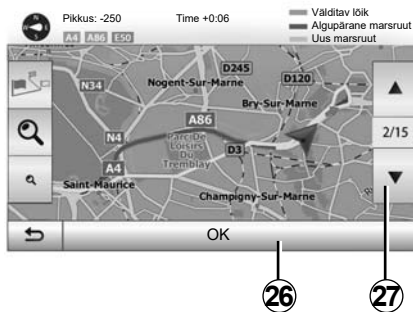 Pikkus: -250 Time +0:06
Välditav lõik
Algupärane marsruut
Uus marsruut
A4 A86 E50
D245
N34
D120
Nogent-Sur-Marne
Bry-Sur-Marne
A86
2/15
N4
Parc De
Loisirs
Du
Tremblay
D3
A4
Saint-Maurice
Champigny-Sur-Marne
OK
26
27